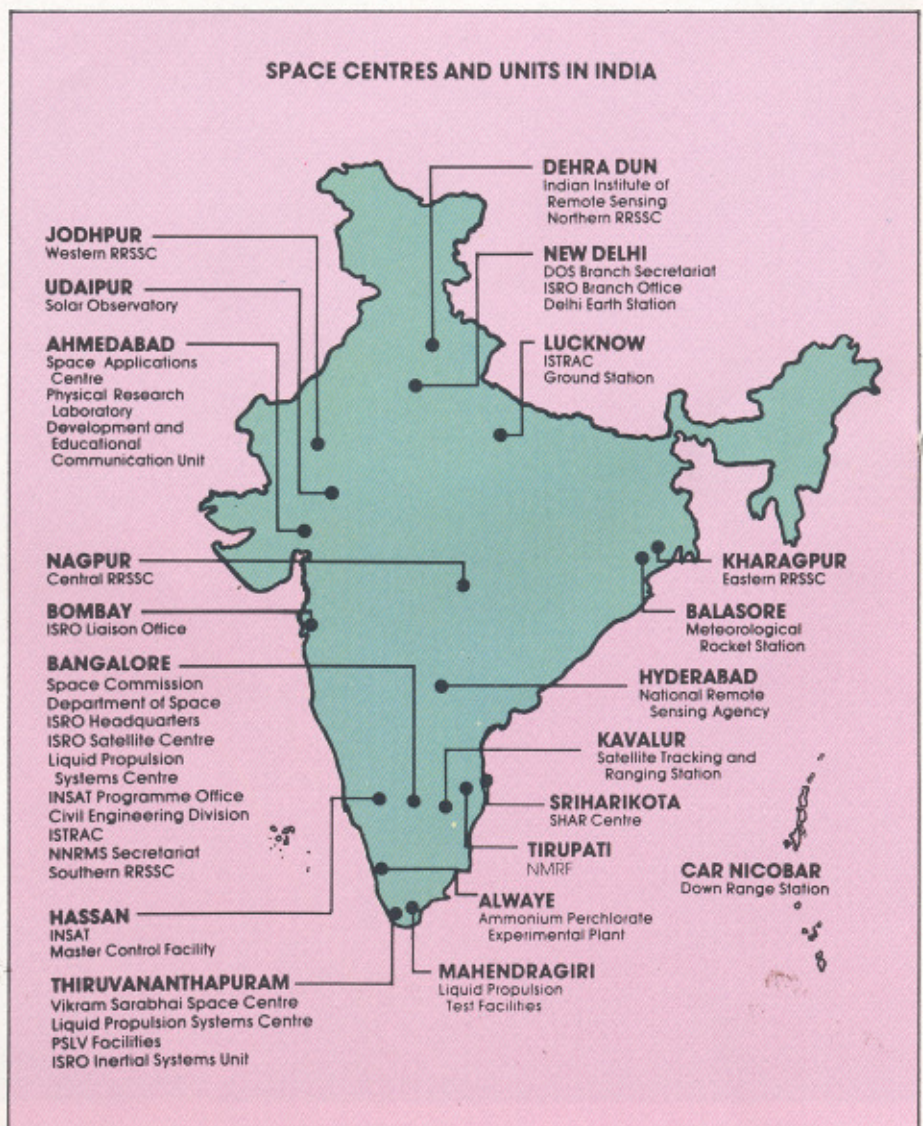 SPACE CENTRES AND UNITS IN INDIA
JODHPUR
Western RRSSC
UDAIPUR
Solar Observatory
AHMEDABAD
Space Applications
Centre
Physical Research
Laboratory
Development and
Educational
Communication Unit
NAGPUR
Central RRSSC
BOMBAY
ISRO Liaison Office
BANGALORE
Space Commission
Department of Space
ISRO Headquarters
ISRO Satellite Centre
Liquid Propulsion
Systems Centre
INSAT Programme Office
Civil Engineering Division
ISTRAC
NNRMS Secretariat
Southern RRSSC
HASSAN
INSAT
Master Control Facility
THIRUVANANTHAPURAM
Vikram Sarabhai Space Centre
Liquid Propulsion Systems Centre
PSLV Facilities
ISRO Inertial Systems Unit
DEHRA DUN
Indian Institute of
Remote Sensing
Northern RRSSC
NEW DELHI
DOS Branch Secretariat
ISRO Branch Office
Delhi Earth Station
LUCKNOW
ISTRAC
Ground Station
KHARAGPUR
Eastern RRSSC
BALASORE
Meteorological
Rocket Station
HYDERABAD
National Remote
Sensing Agency
KAVALUR
Satellite Tracking and
Ranging Station
SRIHARIKOTA
SHAR Centre
TIRUPATI
NMRF
CAR NICOBAR
Down Range Station
ALWAYE
Ammonium Perchlorate
Experimental Plant
MAHENDRAGIRI
Liquid Propulsion
Test Facilities